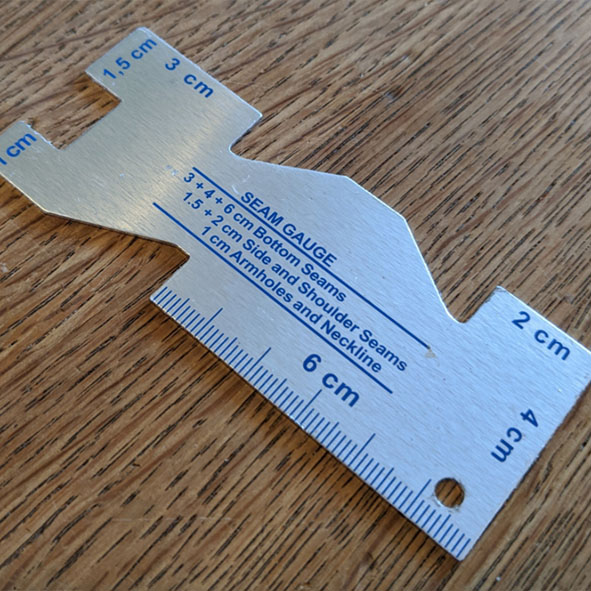 1,5 cm
3 cm
1 cm
SEAM GAUGE
3 + 4 + 6 cm Bottom Seams
1.5 + 2 cm Side and Shoulder Seams
1 cm Armholes and Neckline
2 cm
6 cm
4 cm